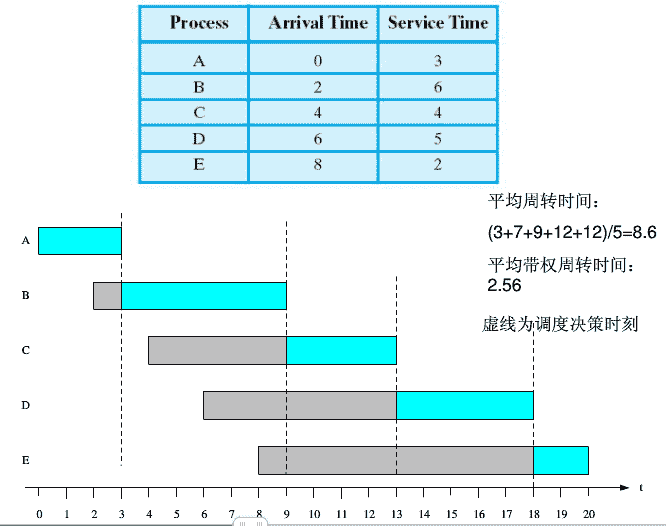 Process Arrival Time Service Time
A 0 3
B 2 6
C 4 4
D 6 5
E 8 2
平均周转时间：
(3+7+9+12+12)/5=8.6
平均带权周转时间：
2.56
虚线为调度决策时刻
A
B
C
D
E
t
0 1 2 3 4 5 6 7 8 9 10 11 12 13 14 15 16 17 18 19 20